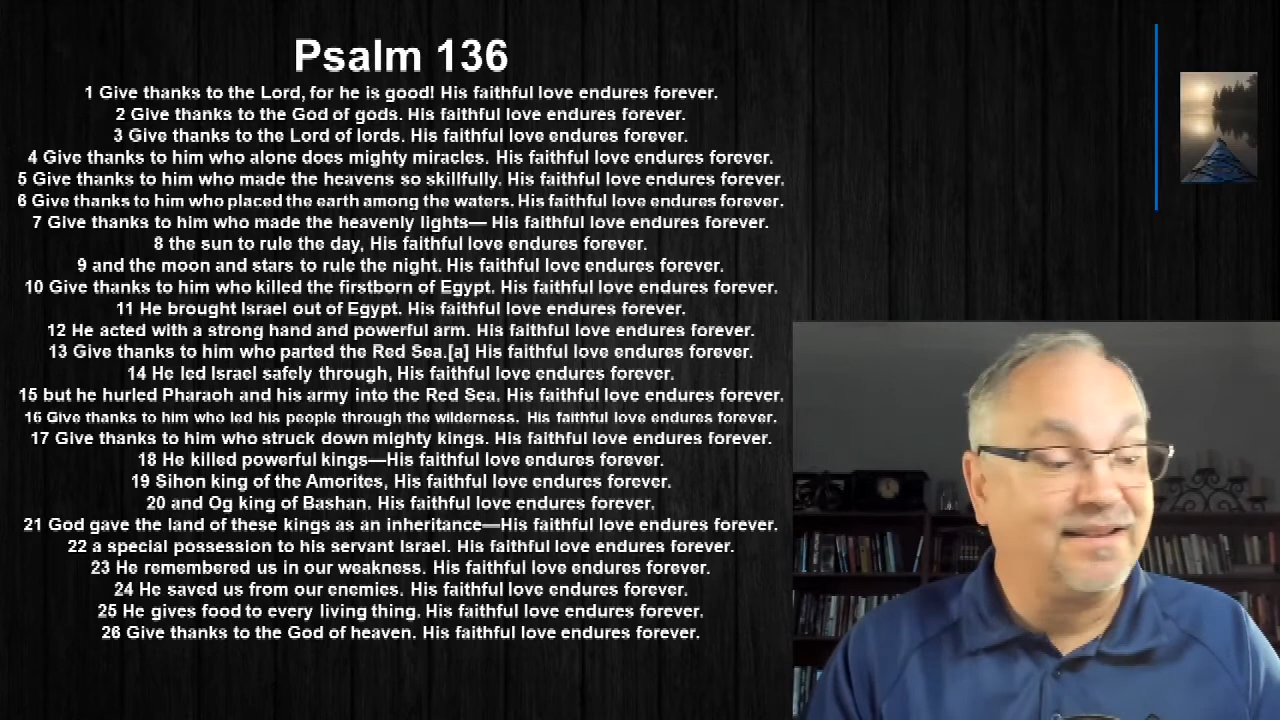 Psalm 136
1 Give thanks to the Lord, for he is good! His faithful love endures forever.
2 Give thanks to the God of gods. His faithful love endures forever.
3 Give thanks to the Lord of lords. His faithful love endures forever.
4 Give thanks to him who alone does mighty miracles. His faithful love endures forever.
5 Give thanks to him who made the heavens so skillfully. His faithful love endures forever.
6 Give thanks to him who placed the earth among the waters. His faithful love endures forever.
7 Give thanks to him who made the heavenly lights— His faithful love endures forever.
8 the sun to rule the day, His faithful love endures forever.
9 and the moon and stars to rule the night. His faithful love endures forever.
10 Give thanks to him who killed the firstborn of Egypt. His faithful love endures forever.
11 He brought Israel out of Egypt. His faithful love endures forever.
12 He acted with a strong hand and powerful arm. His faithful love endures forever.
13 Give thanks to him who parted the Red Sea.[a] His faithful love endures forever.
14 He led Israel safely through, His faithful love endures forever.
15 but he hurled Pharaoh and his army into the Red Sea. His faithful love endures forever.
16 Give thanks to him who led his people through the wilderness. His faithful love endures forever.
17 Give thanks to him who struck down mighty kings. His faithful love endures forever.
18 He killed powerful kings—His faithful love endures forever.
19 Sihon king of the Amorites, His faithful love endures forever.
20 and Og king of Bashan. His faithful love endures forever.
21 God gave the land of these kings as an inheritance—His faithful love endures forever.
22 a special possession to his servant Israel. His faithful love endures forever.
23 He remembered us in our weakness. His faithful love endures forever.
24 He saved us from our enemies. His faithful love endures forever.
25 He gives food to every living thing. His faithful love endures forever.
26 Give thanks to the God of heaven. His faithful love endures forever.